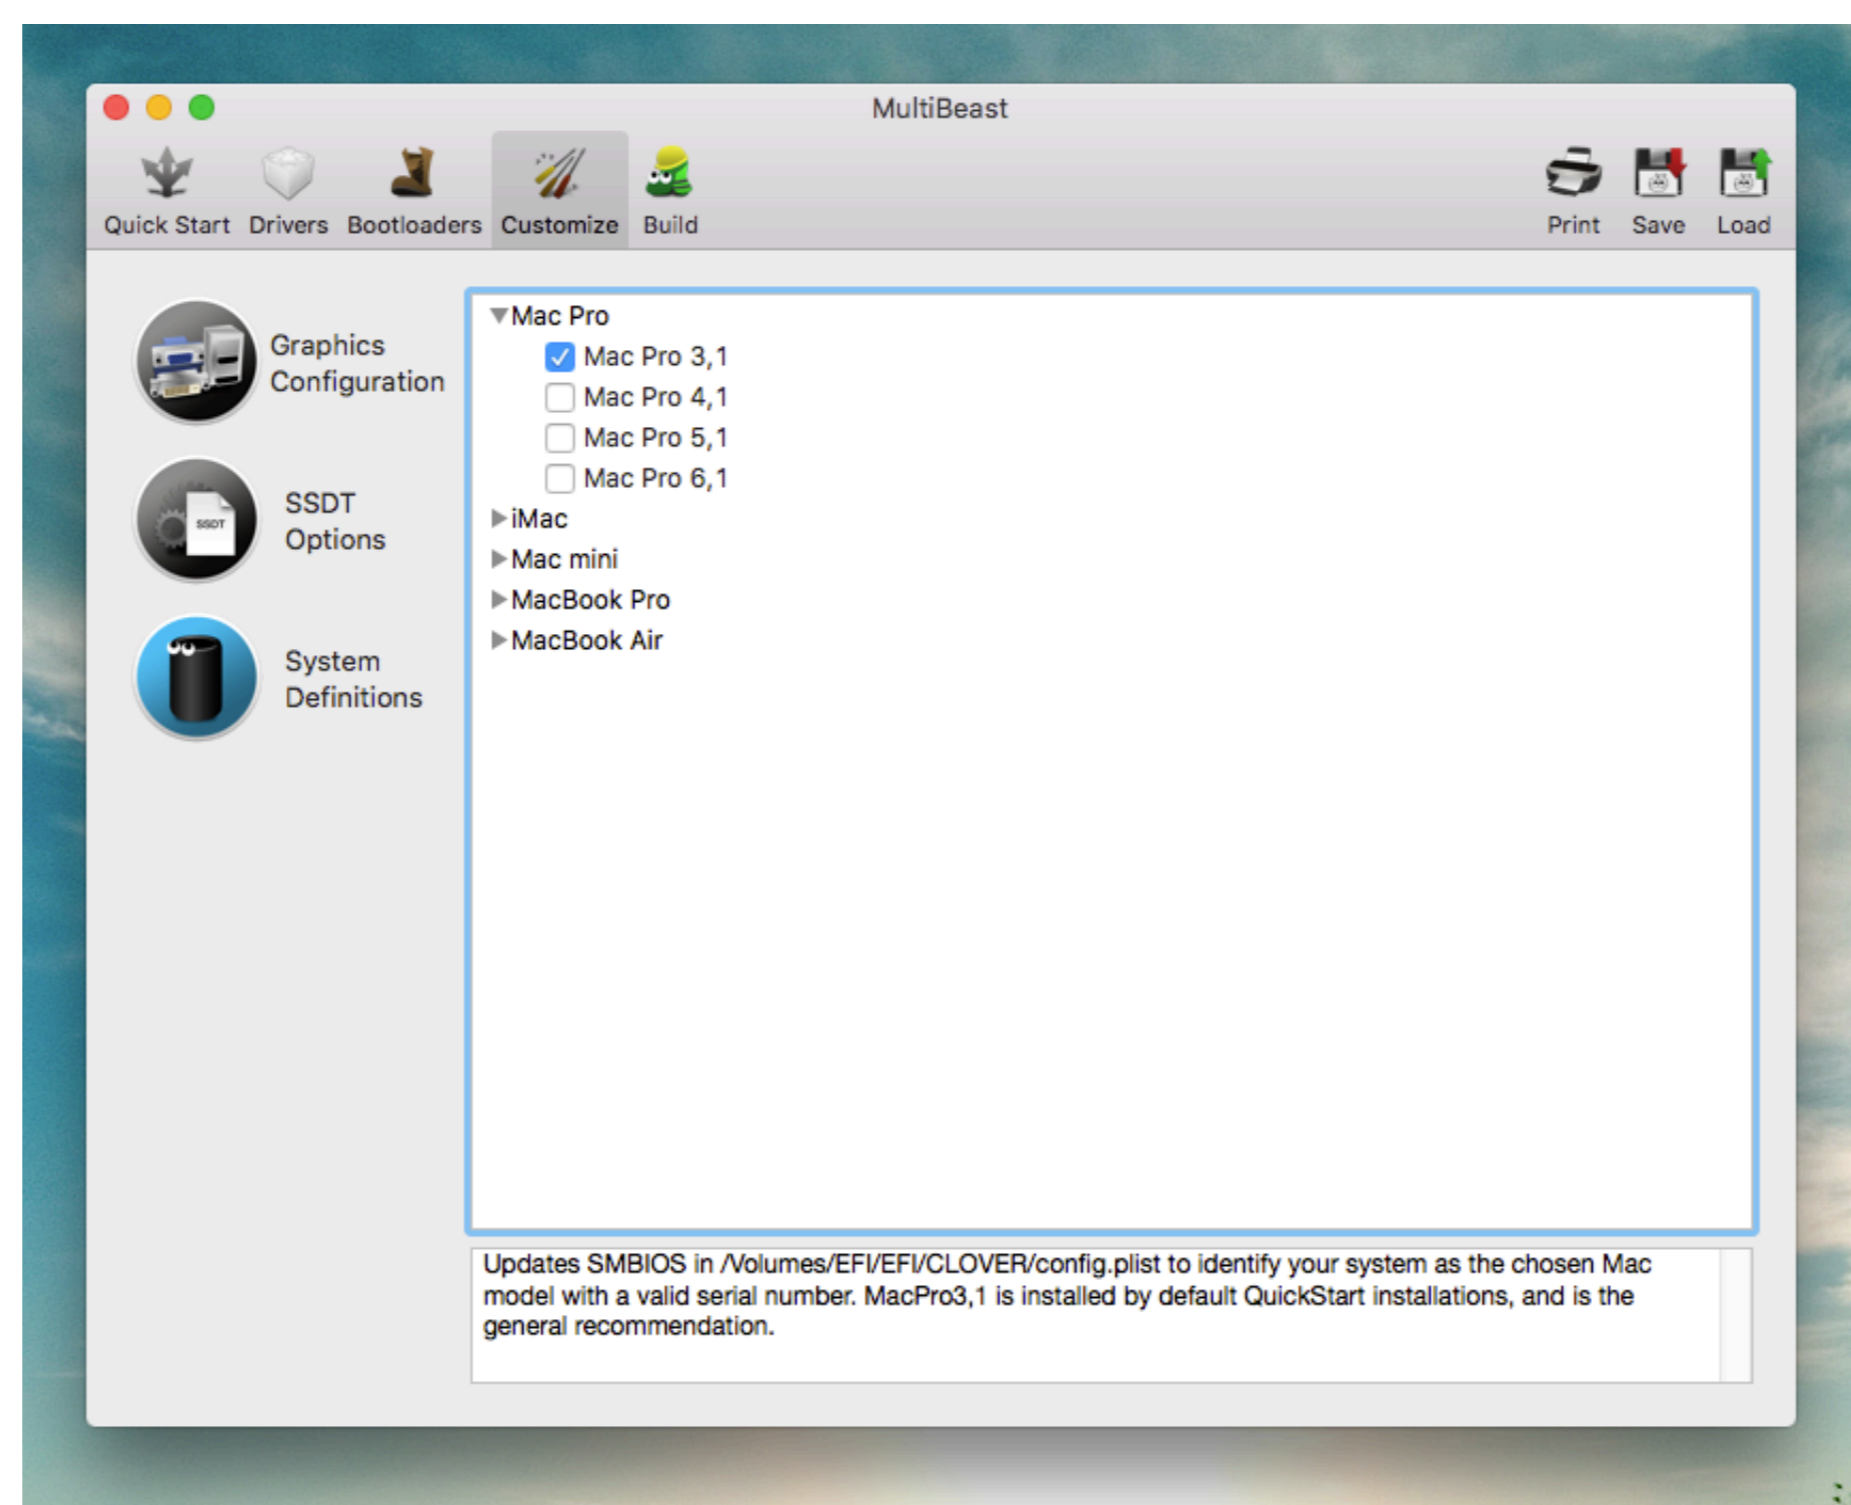 MultiBeast
Quick Start Drivers Bootloaders Customize Build Print Save Load
Graphics
Configuration
SSDT
SSDT
Options
System
Definitions
Mac Pro
Mac Pro 3,1
Mac Pro 4,1
Mac Pro 5,1
Mac Pro 6,1
iMac
Mac mini
MacBook Pro
MacBook Air
Updates SMBIOS in /Volumes/EFI/EFI/CLOVER/config.plist to identify your system as the chosen Mac
model with a valid serial number. MacPro3,1 is installed by default QuickStart installations, and is the
general recommendation.